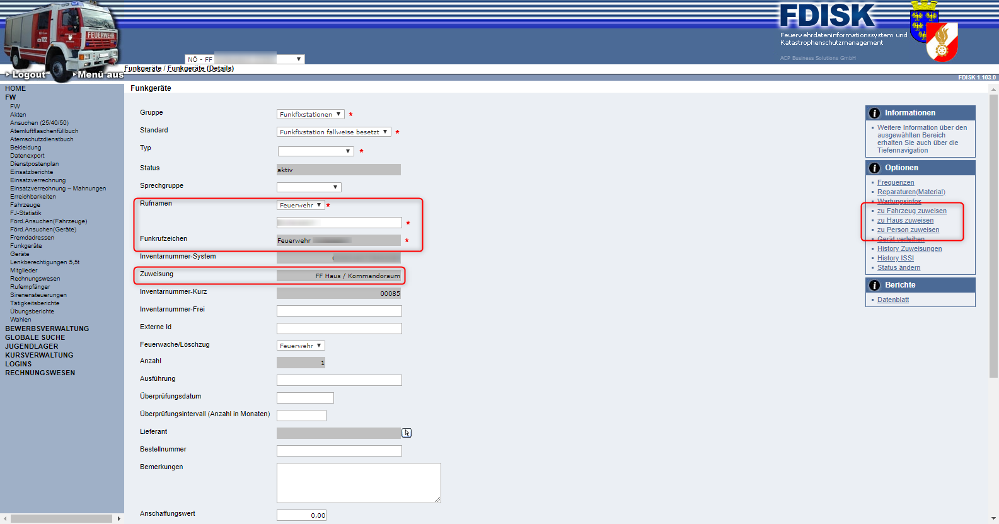 FDISK
Feuerwehrdateninformationssystem und
Katastrophenschutzmanagement
ACP Business Solutions GmbH
FEUERWEHR
122
NÖ - FF
Logout
Menü aus
Funkgeräte / Funkgeräte (Details)
FDISK 1.103.0
HOME
FW
FW
Akten
Ansuchen (25/40/50)
Atemluftflaschenfüllbuch
Atemschutzdienstbuch
Bekleidung
Datenexport
Dienstpostenplan
Einsatzberichte
Einsatzverrechnung
Einsatzverrechnung – Mahnungen
Erreichbarkeiten
Fahrzeuge
FJ-Statistik
Förd.Ansuchen(Fahrzeuge)
Förd.Ansuchen(Geräte)
Fremdadressen
Funkgeräte
Geräte
Lenkberechtigungen 5,5t
Mitglieder
Rechnungswesen
Rufempfänger
Sirenensteuerungen
Tätigkeitsberichte
Übungsberichte
Wahlen
BEWERBSVERWALTUNG
GLOBALE SUCHE
JUGENDLAGER
KURSVERWALTUNG
LOGINS
RECHNUNGSWESEN
Funkgeräte
Gruppe Funkfixstationen *
Standard Funkfixstation fallweise besetzt *
Typ *
Status aktiv
Sprechgruppe
Rufnamen Feuerwehr *
*
Funkrufzeichen Feuerwehr *
Inventarnummer-System
Zuweisung FF Haus / Kommandoraum
Inventarnummer-Kurz 00085
Inventarnummer-Frei
Externe Id
Feuerwache/Löschzug Feuerwehr
Anzahl 1
Ausführung
Überprüfungsdatum
Überprüfungsintervall (Anzahl in Monaten)
Lieferant
Bestellnummer
Bemerkungen
Anschaffungswert 0,00
Informationen
Weitere Information über den
ausgewählten Bereich
erhalten Sie auch über die
Tiefennavigation
Optionen
Frequenzen
Reparaturen(Material)
Wartungsinfos
zu Fahrzeug zuweisen
zu Haus zuweisen
zu Person zuweisen
Gerät verleihen
History Zuweisungen
History ISSI
Status ändern
Berichte
Datenblatt